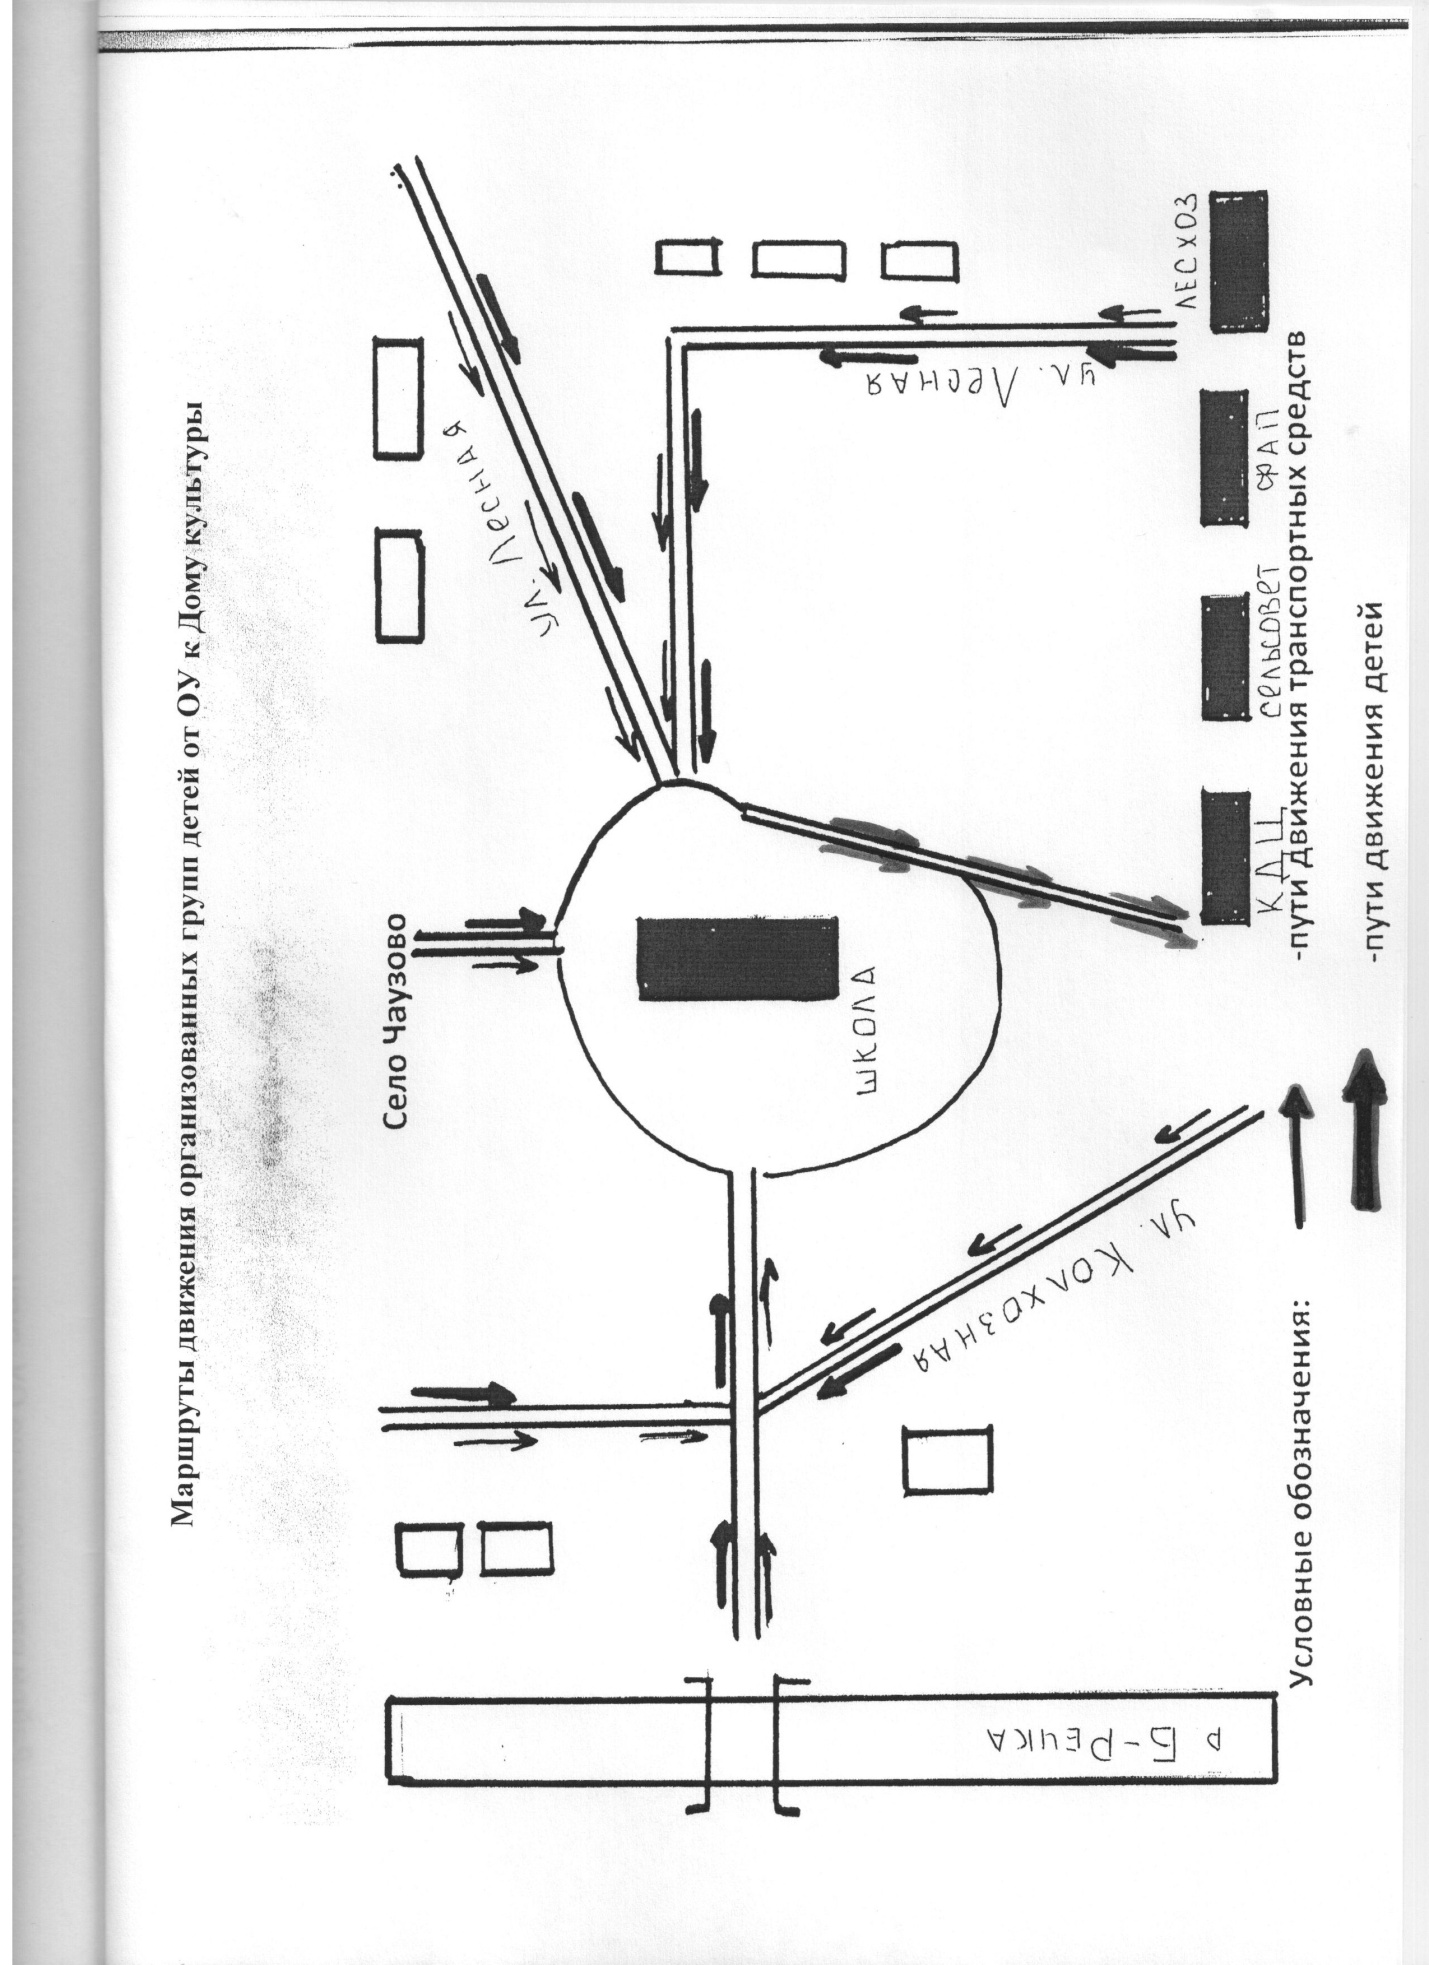 Маршруты движения организованных групп детей от ОУ к Дому культуры
Село Чаузово
ул. Лесная
ул. Лесная
школа
ул. Колхозная
р Б-Речка
КДЦ
сельсовет
ФАП
лесхоз
Условные обозначения:
-пути движения транспортных средств
-пути движения детей